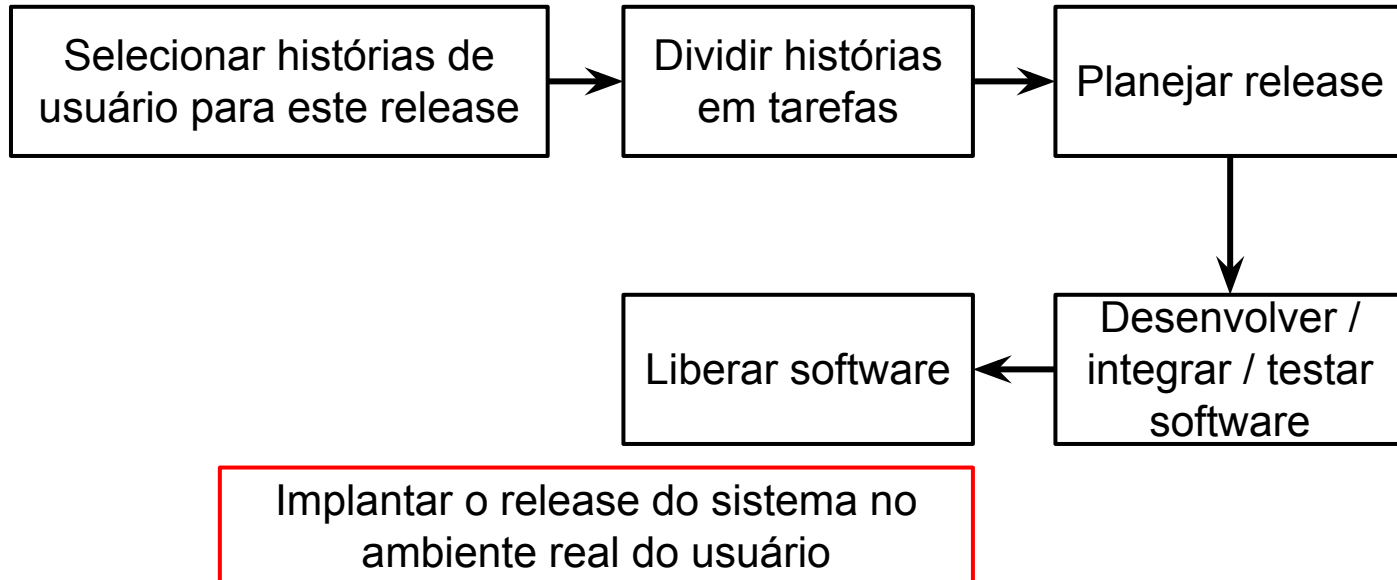 Selecionar histórias de
usuário para este release
Dividir histórias
em tarefas
Planejar release
Desenvolver /
integrar / testar
software
Liberar software
Implantar o release do sistema no
ambiente real do usuário